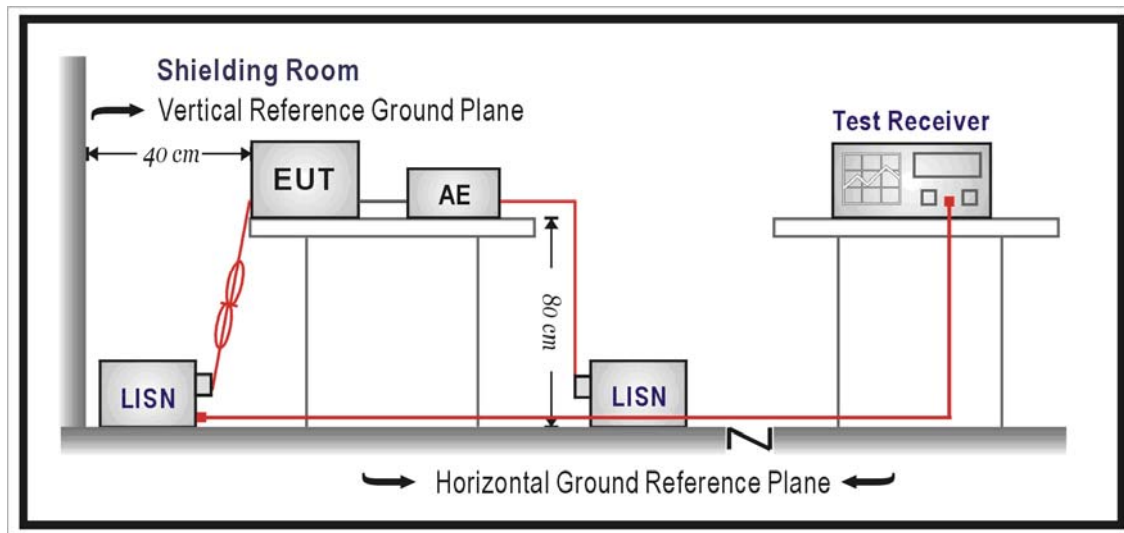 Shielding Room
Vertical Reference Ground Plane
40 cm
EUT
AE
Test Receiver
80 cm
LISN
LISN
Horizontal Ground Reference Plane